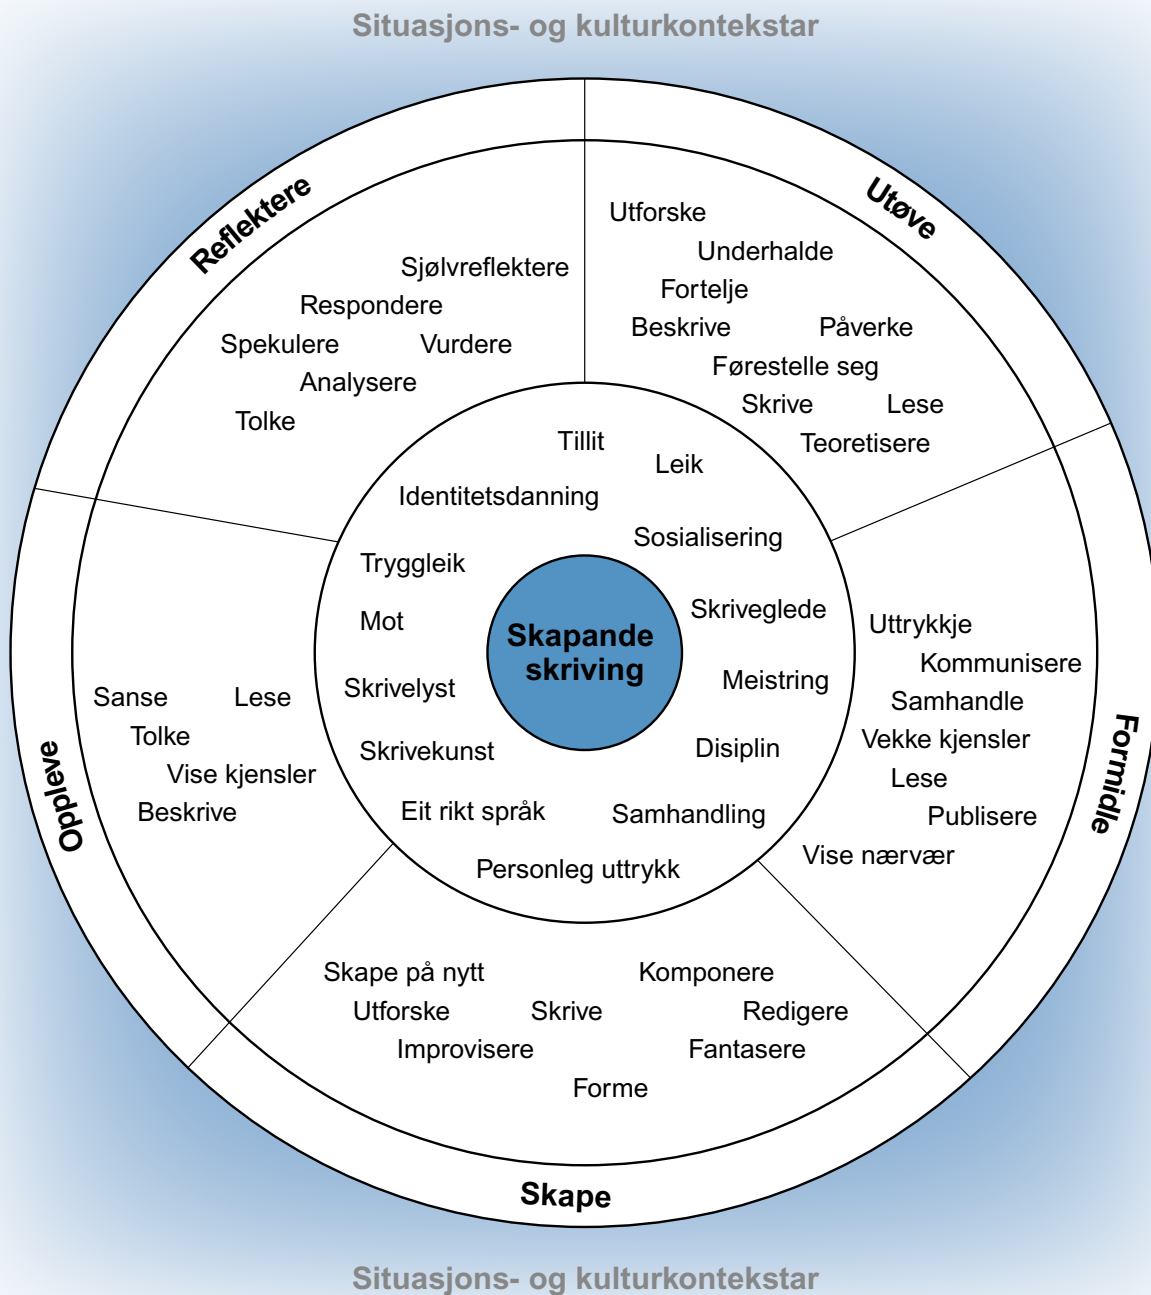 Situasjons- og kulturkontekstar
Reflektere
Sjølvreflektere
Respondere
Spekulere
Vurdere
Analysere
Tolke
Utøve
Utforske
Underhalde
Fortelje
Beskrive
Påverke
Førestelle seg
Skrive
Lese
Teoretisere
Formidle
Uttrykkje
Kommunisere
Samhandle
Vekke kjensler
Lese
Publisere
Vise nærvær
Skape
Skape på nytt
Komponere
Utforske
Skrive
Redigere
Improvisere
Fantasere
Forme
Oppleve
Sanse
Lese
Tolke
Vise kjensler
Beskrive
Tillit
Leik
Identitetsdanning
Sosialisering
Tryggleik
Skriveglede
Mot
Meistring
Skrivelyst
Disiplin
Skrivekunst
Samhandling
Eit rikt språk
Personleg uttrykk
Skapande
skriving
Situasjons- og kulturkontekstar